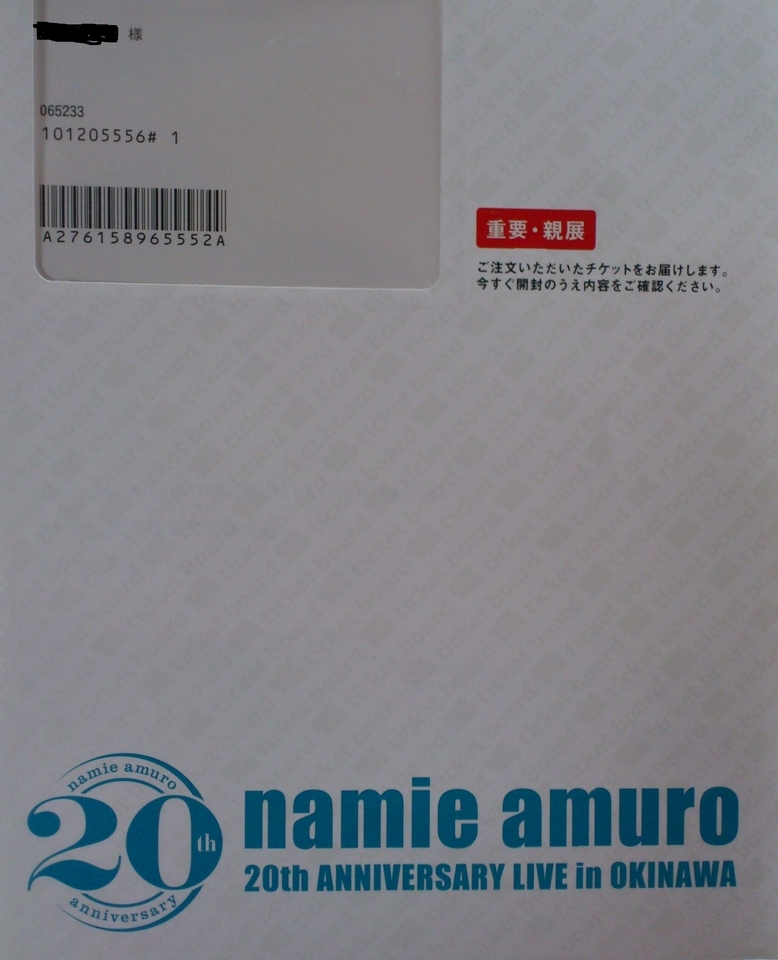 様
065233
101205556# 1
A276158965552A
重要・親展
ご注文いただいたチケットをお届けします。
今すぐ開封のうえ内容をご確認ください。
ticket board
namie amuro
20th
anniversary
namie amuro
20th ANNIVERSARY LIVE in OKINAWA